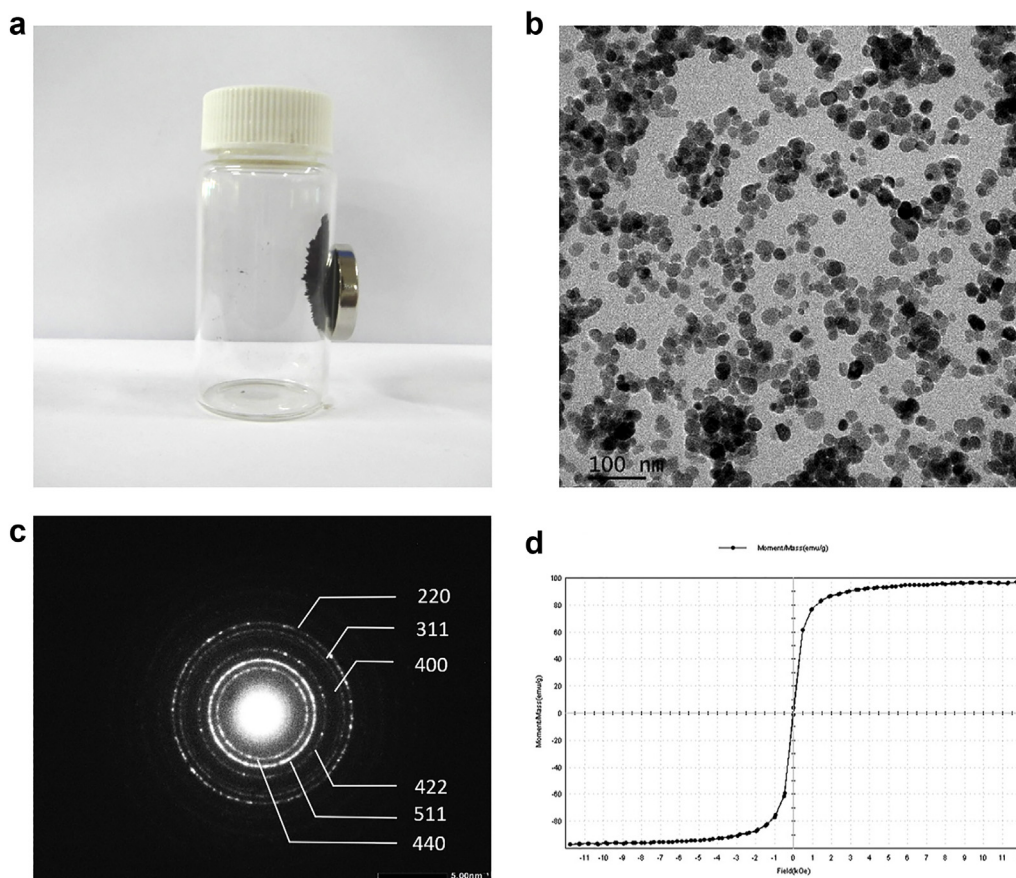 a
b
100 nm
c
220
311
400
422
511
440
5.00nm⁻¹
d
Moment/Mass(emu/g)
Moment/Mass(emu/g)
100
80
60
40
20
0
-20
-40
-60
-80
-11 -10 -9 -8 -7 -6 -5 -4 -3 -2 -1 0 1 2 3 4 5 6 7 8 9 10 11
Field(kOe)